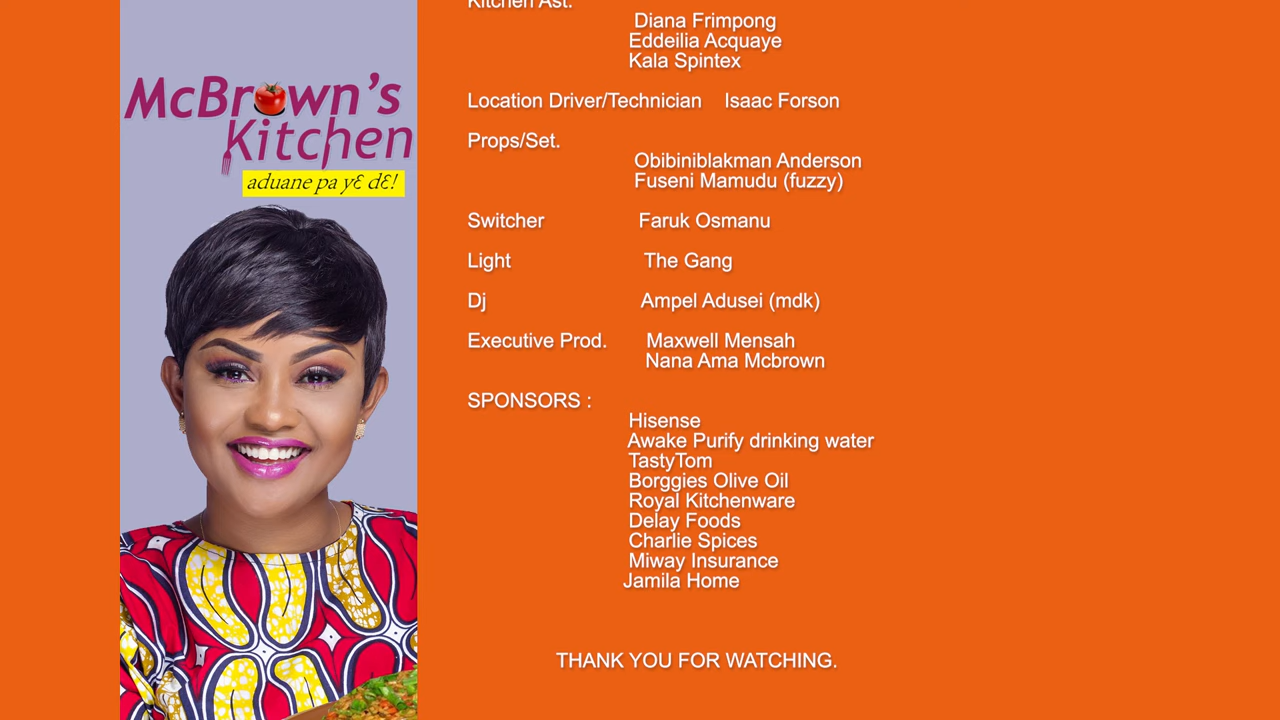 McBrown's
Kitchen
aduane pa yɛ dɛ!
Kitchen Ast.
Diana Frimpong
Eddeilia Acquaye
Kala Spintex
Location Driver/Technician Isaac Forson
Props/Set.
Obibiniblakman Anderson
Fuseni Mamudu (fuzzy)
Switcher Faruk Osmanu
Light The Gang
Dj Ampel Adusei (mdk)
Executive Prod. Maxwell Mensah
Nana Ama Mcbrown
SPONSORS :
Hisense
Awake Purify drinking water
TastyTom
Borggies Olive Oil
Royal Kitchenware
Delay Foods
Charlie Spices
Miway Insurance
Jamila Home
THANK YOU FOR WATCHING.